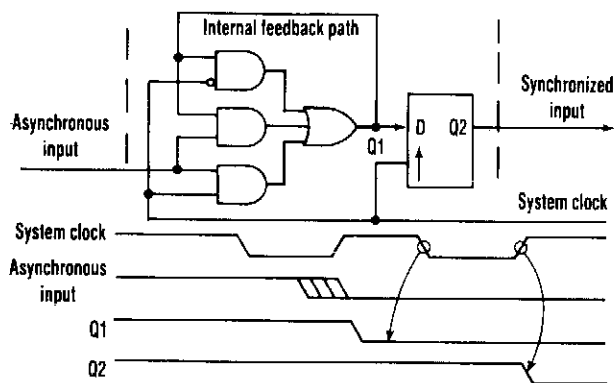 Internal feedback path
Synchronized
input
Asynchronous
input
D Q2
Q1
System clock
System clock
Asynchronous
input
Q1
Q2